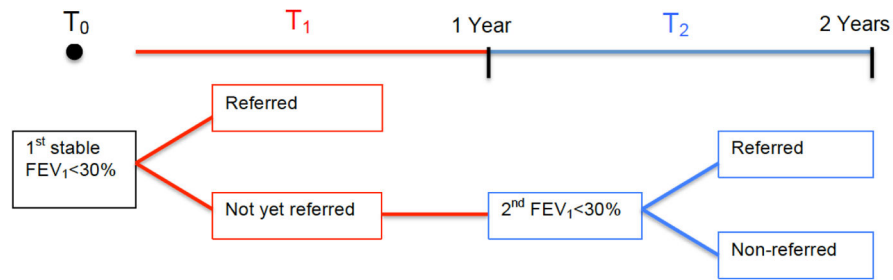 T₀ T₁ 1 Year T₂ 2 Years
Referred
1ˢᵗ stable
FEV₁<30%
Referred
Not yet referred
2ⁿᵈ FEV₁<30%
Non-referred